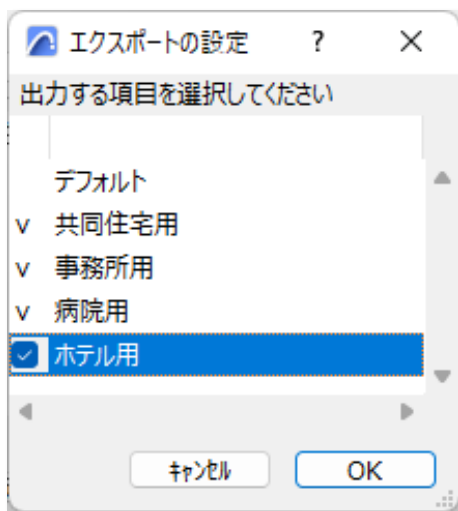 エクスポートの設定 ?
出力する項目を選択してください
デフォルト
v 共同住宅用
v 事務所用
v 病院用
ホテル用
ｷｬﾝｾﾙ OK